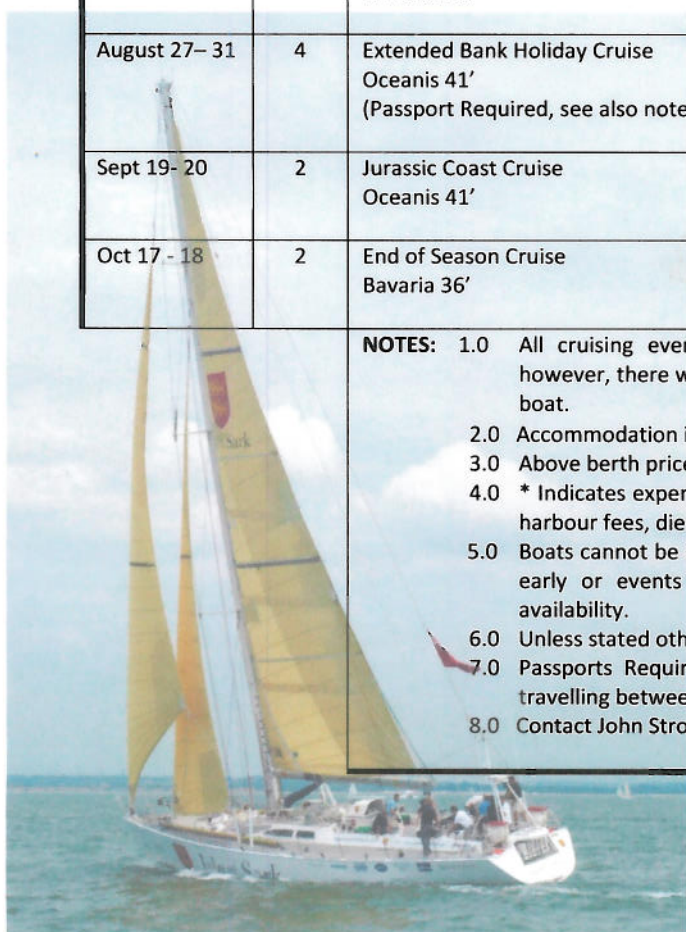 August 27– 31 4 Extended Bank Holiday Cruise
Oceanis 41’
(Passport Required, see also note
Sept 19- 20 2 Jurassic Coast Cruise
Oceanis 41’
Oct 17 - 18 2 End of Season Cruise
Bavaria 36’
NOTES: 1.0 All cruising even
however, there w
boat.
2.0 Accommodation i
3.0 Above berth price
4.0 * Indicates exper
harbour fees, die
5.0 Boats cannot be
early or events
availability.
6.0 Unless stated oth
7.0 Passports Requir
travelling betwee
8.0 Contact John Stro
Sark
Sark